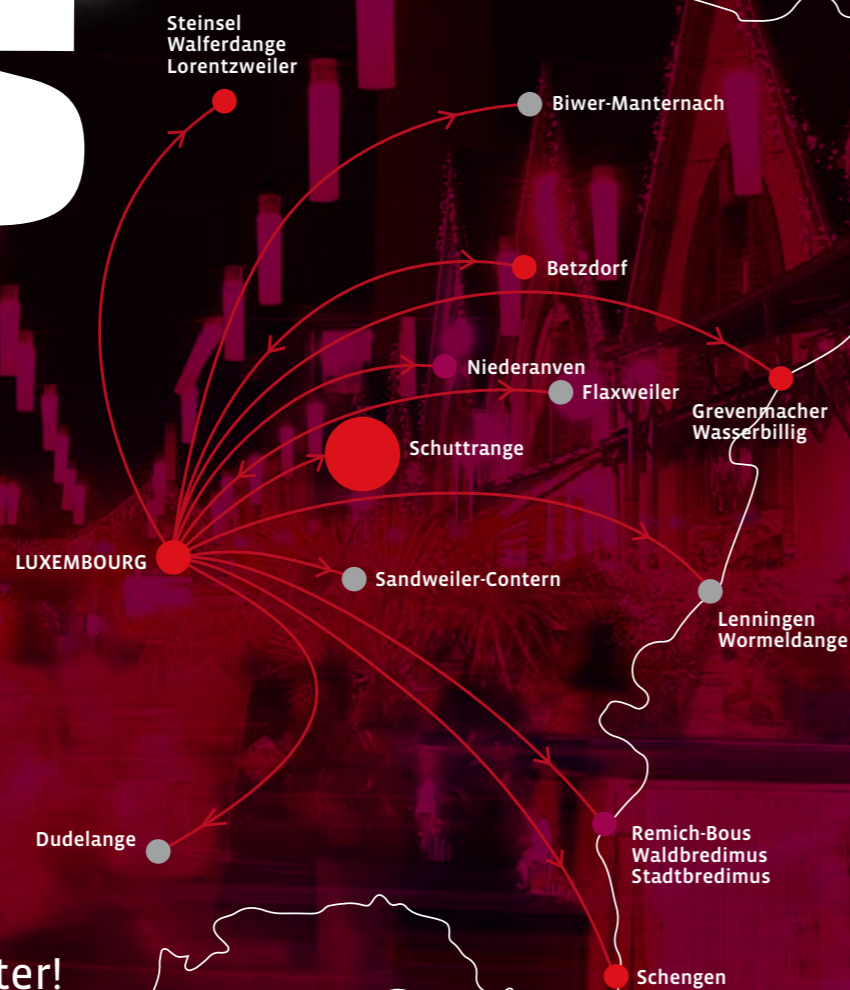 Steinsel
Walferdange
Lorentzweiler
Biwer-Manternach
Betzdorf
Niederanven
Flaxweiler
Grevenmacher
Wasserbillig
Schuttrange
LUXEMBOURG
Sandweiler-Contern
Lenningen
Wormeldange
Dudelange
Remich-Bous
Waldbredimus
Stadtbredimus
ter!
Schengen